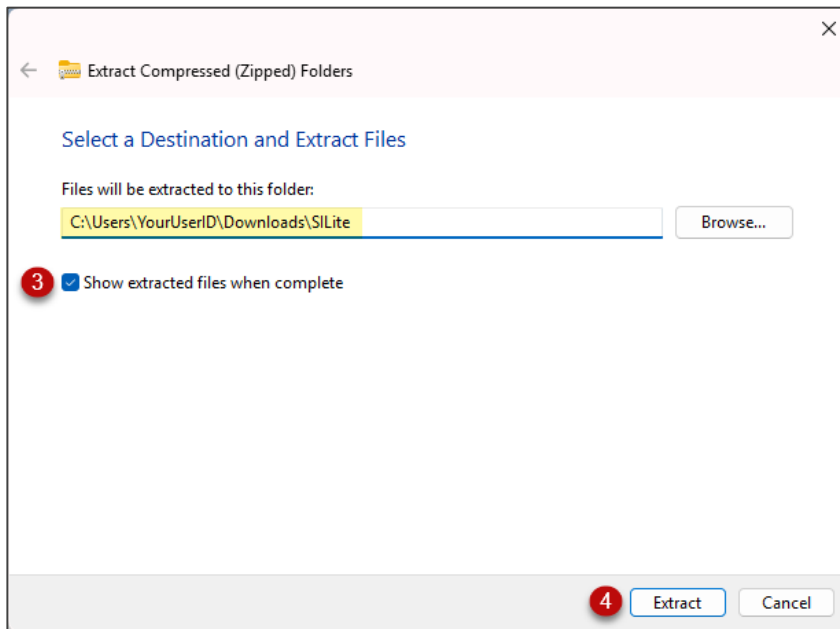 Extract Compressed (Zipped) Folders
Select a Destination and Extract Files
Files will be extracted to this folder:
C:\Users\YourUserID\Downloads\SILite
Browse...
3 Show extracted files when complete
4 Extract Cancel